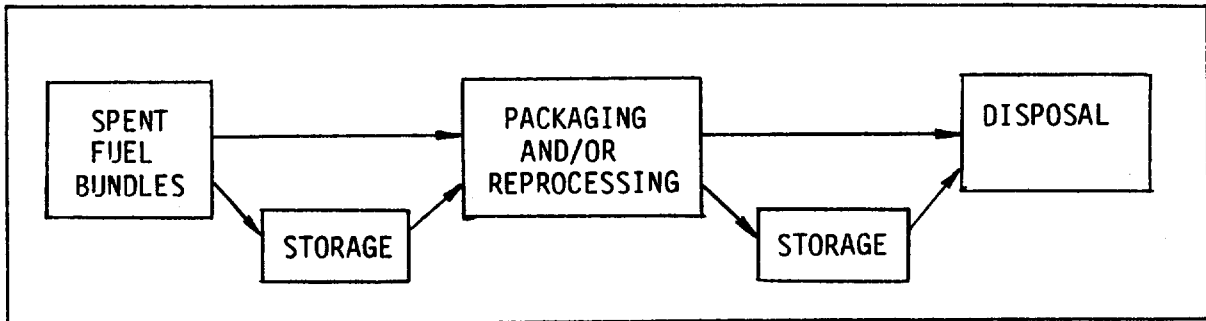 SPENT
FUEL
BUNDLES
STORAGE
PACKAGING
AND/OR
REPROCESSING
STORAGE
DISPOSAL